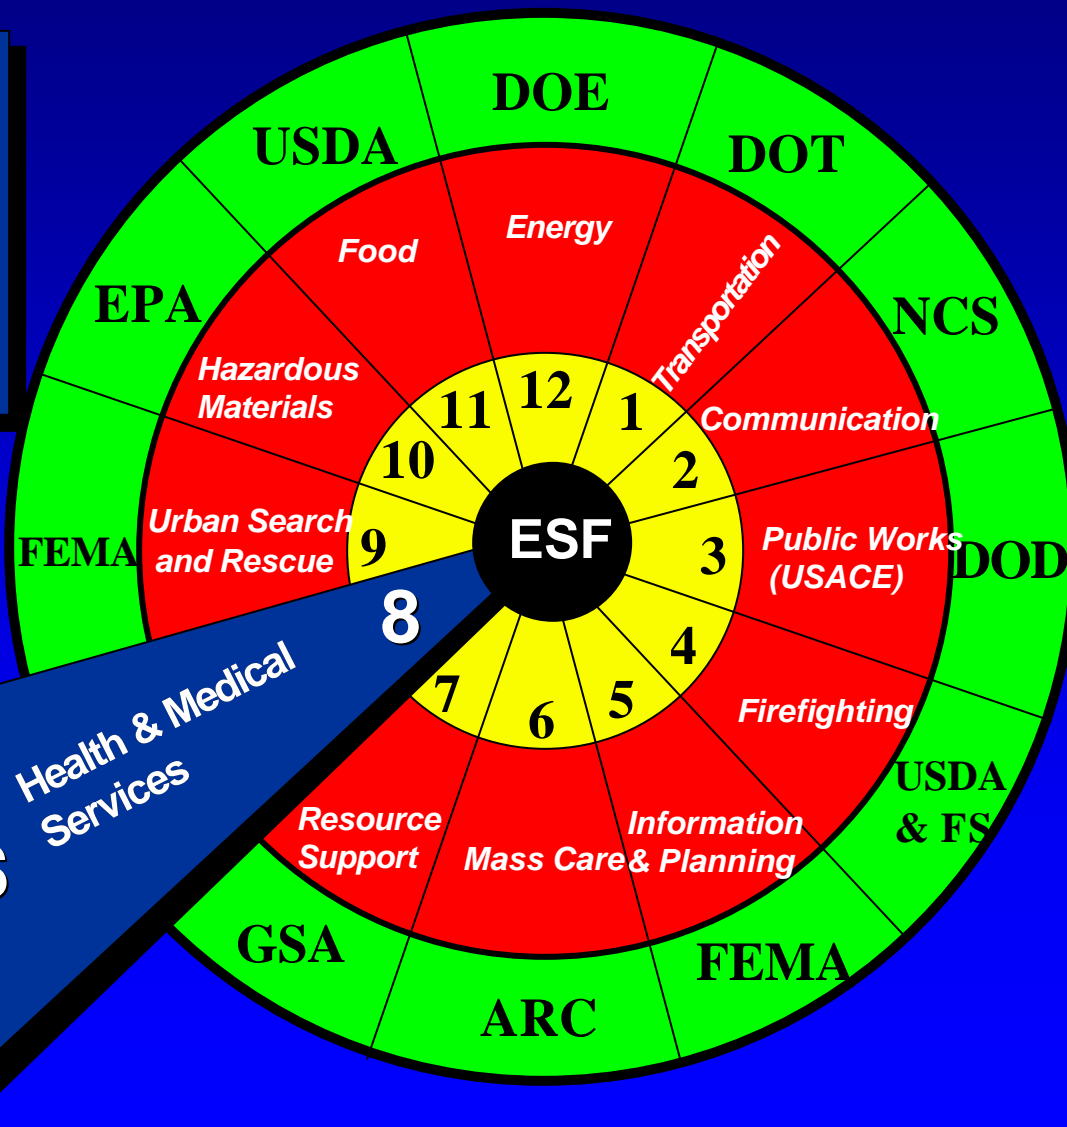 DOE
USDA
DOT
EPA
NCS
FEMA
DOD
USDA
& FS
FEMA
ARC
GSA
Energy
Food
Transportation
Hazardous
Materials
Communication
Urban Search
and Rescue
Public Works
(USACE)
Firefighting
Information
& Planning
Mass Care
Resource
Support
Health & Medical
Services
12
11
1
10
2
9
3
8
4
7
5
6
ESF